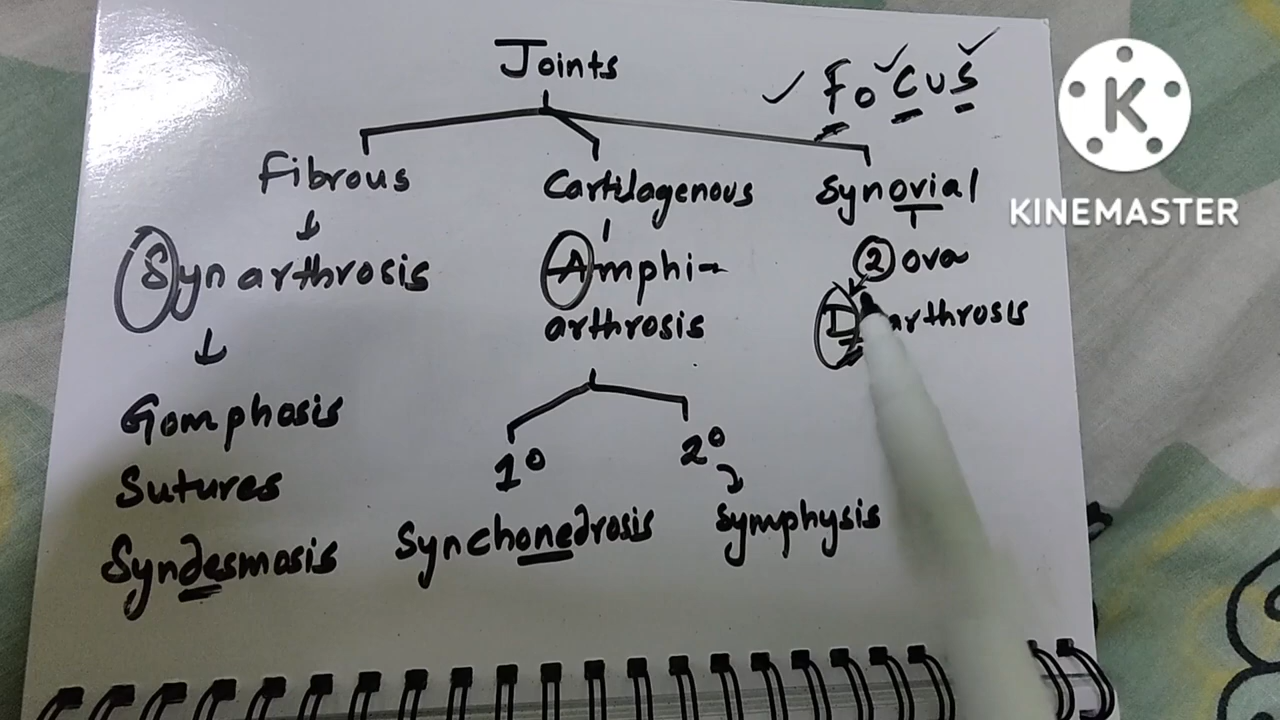 Joints
✓ FoCUS ✓ ✓
Fibrous
Cartilagenous
Synovial
Synarthrosis
Amphi-
arthrosis
② ova
D arthrosis
Gomphosis
Sutures
Syndesmosis
1°
2°
Synchonedrosis
Symphysis
K
KINEMASTER